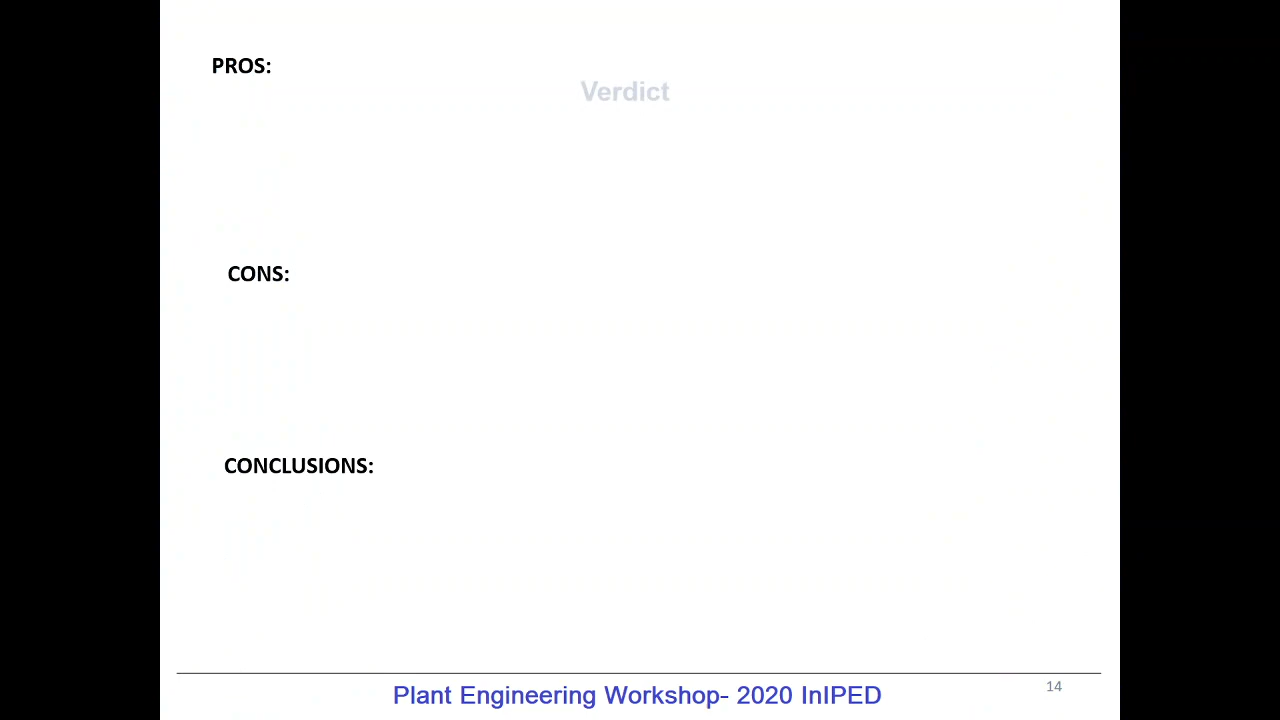 PROS:
Verdict
CONS:
CONCLUSIONS:
Plant Engineering Workshop- 2020 InIPED
14